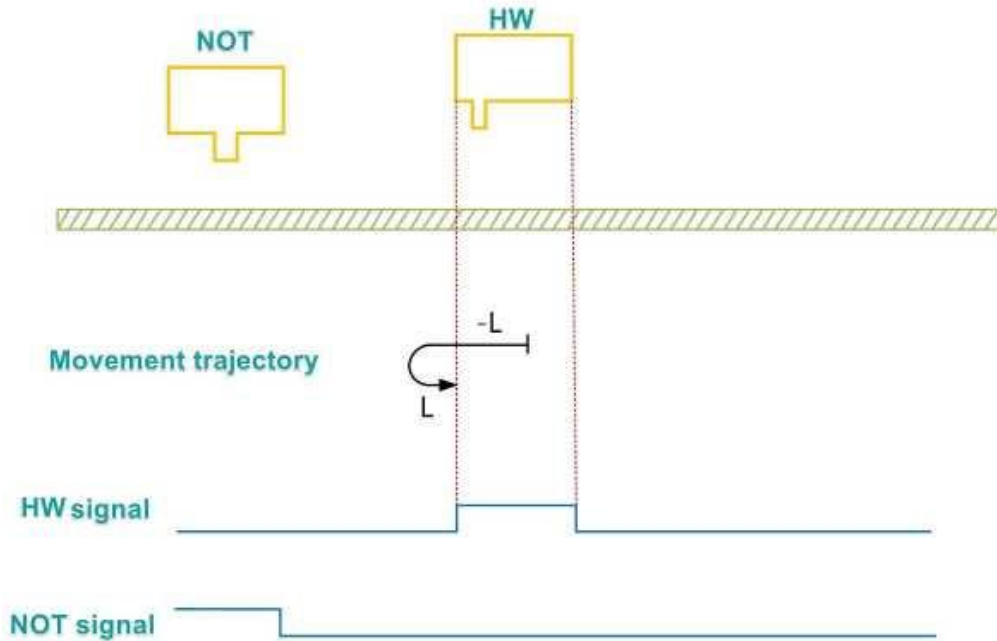 HW
NOT
-L
Movement trajectory
L
HW signal
NOT signal